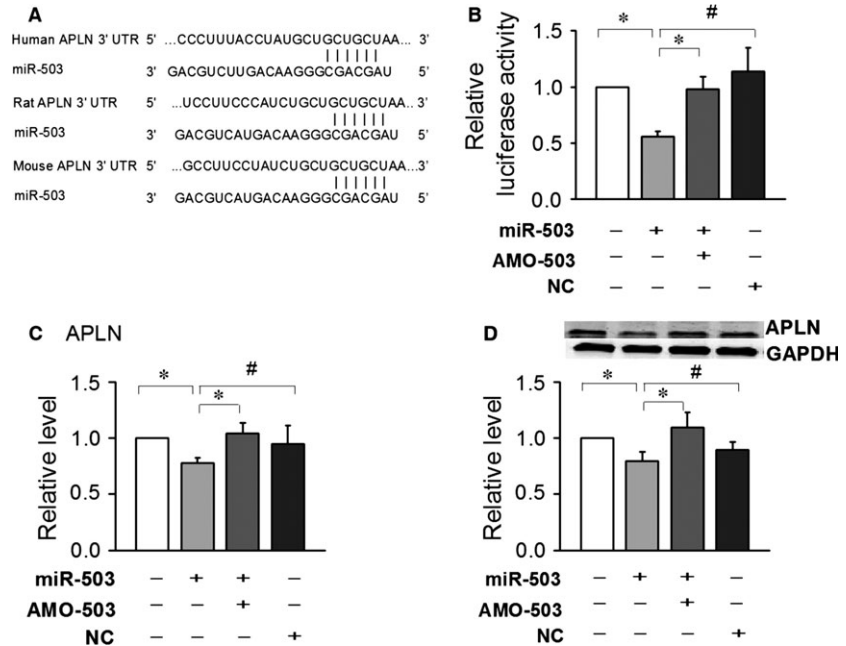 A
Human APLN 3' UTR 5' ...CCCUUUACCUAUGCUGCUGCUAA... 3'
miR-503 3' GACGUCUUGACAAGGGCGACGAU 5'
Rat APLN 3' UTR 5' ...UCCUUCCCAUCUGCUGCUGCUAA... 3'
miR-503 3' GACGUCAUGACAAGGGCGACGAU 5'
Mouse APLN 3' UTR 5' ...GCCUUCCUAUCUGCUGCUGCUAA... 3'
miR-503 3' GACGUCAUGACAAGGGCGACGAU 5'
B
Relative luciferase activity
1.5
1.0
0.5
0.0
* * #
miR-503 – + + –
AMO-503 – – + –
NC – – – +
C APLN
Relative level
1.5
1.0
0.5
0.0
* * #
miR-503 – + + –
AMO-503 – – + –
NC – – – +
D
APLN
GAPDH
Relative level
1.5
1.0
0.5
0.0
* * #
miR-503 – + + –
AMO-503 – – + –
NC – – – +